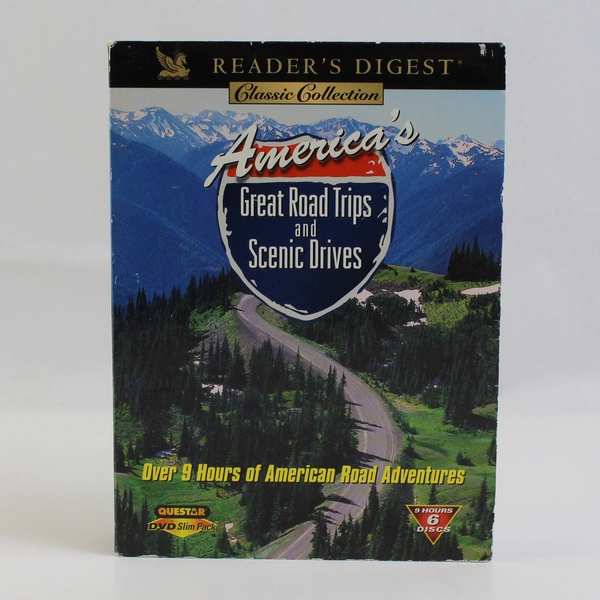 READER'S DIGEST®
Classic Collection
America's
Great Road Trips
and
Scenic Drives
Over 9 Hours of American Road Adventures
QUESTAR
DVD Slim Pack
9 HOURS
6
DISCS